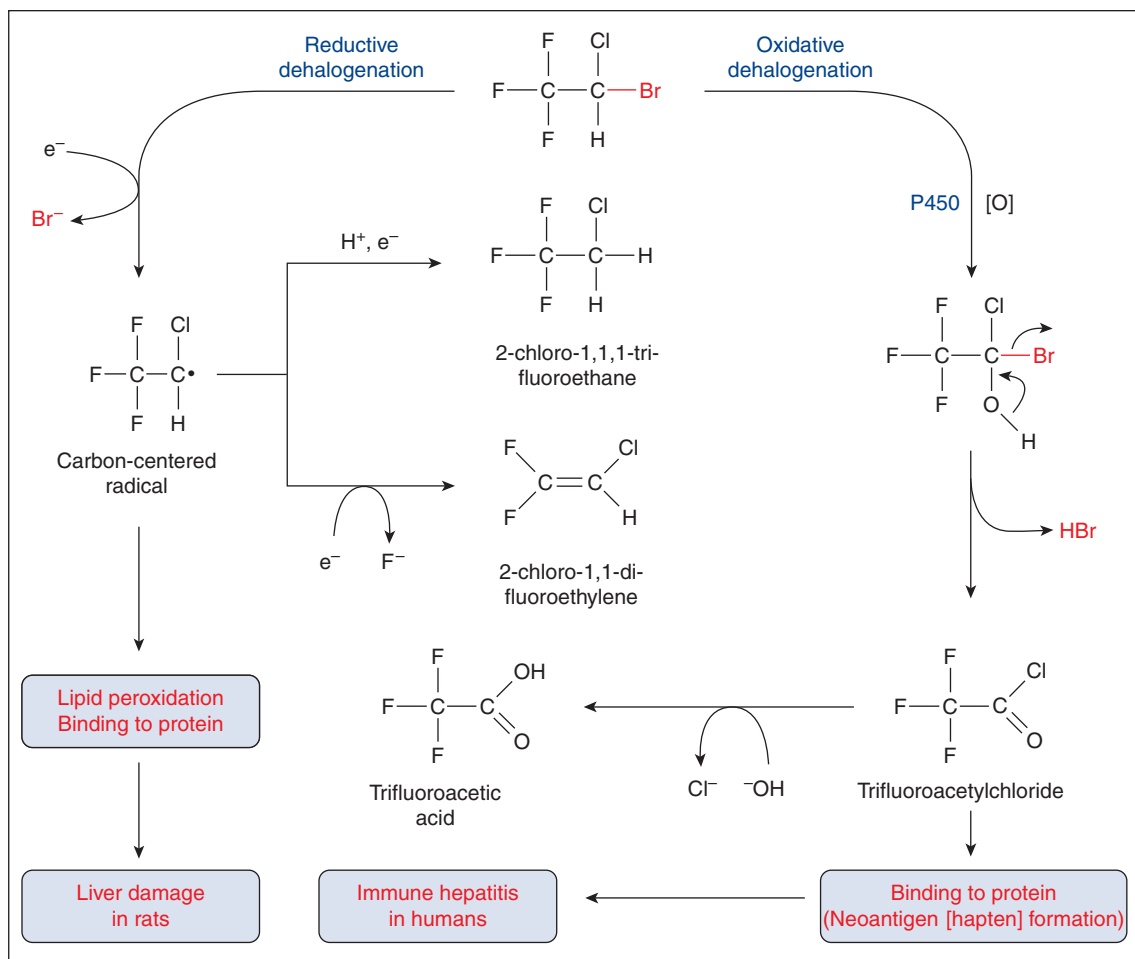 Reductive
dehalogenation
Oxidative
dehalogenation
F
Cl
F
C
C
Br
F
H
e⁻
Br⁻
P450
[O]
H⁺, e⁻
F
Cl
F
C
C
H
F
H
2-chloro-1,1,1-tri-
fluoroethane
F
Cl
F
C
C•
F
H
Carbon-centered
radical
F
Cl
F
C
C
Br
F
O
H
F
Cl
C
C
F
H
e⁻
F⁻
2-chloro-1,1-di-
fluoroethylene
HBr
Lipid peroxidation
Binding to protein
F
OH
F
C
C
F
O
Trifluoroacetic
acid
Cl⁻
⁻OH
F
Cl
F
C
C
F
O
Trifluoroacetylchloride
Liver damage
in rats
Immune hepatitis
in humans
Binding to protein
(Neoantigen [hapten] formation)